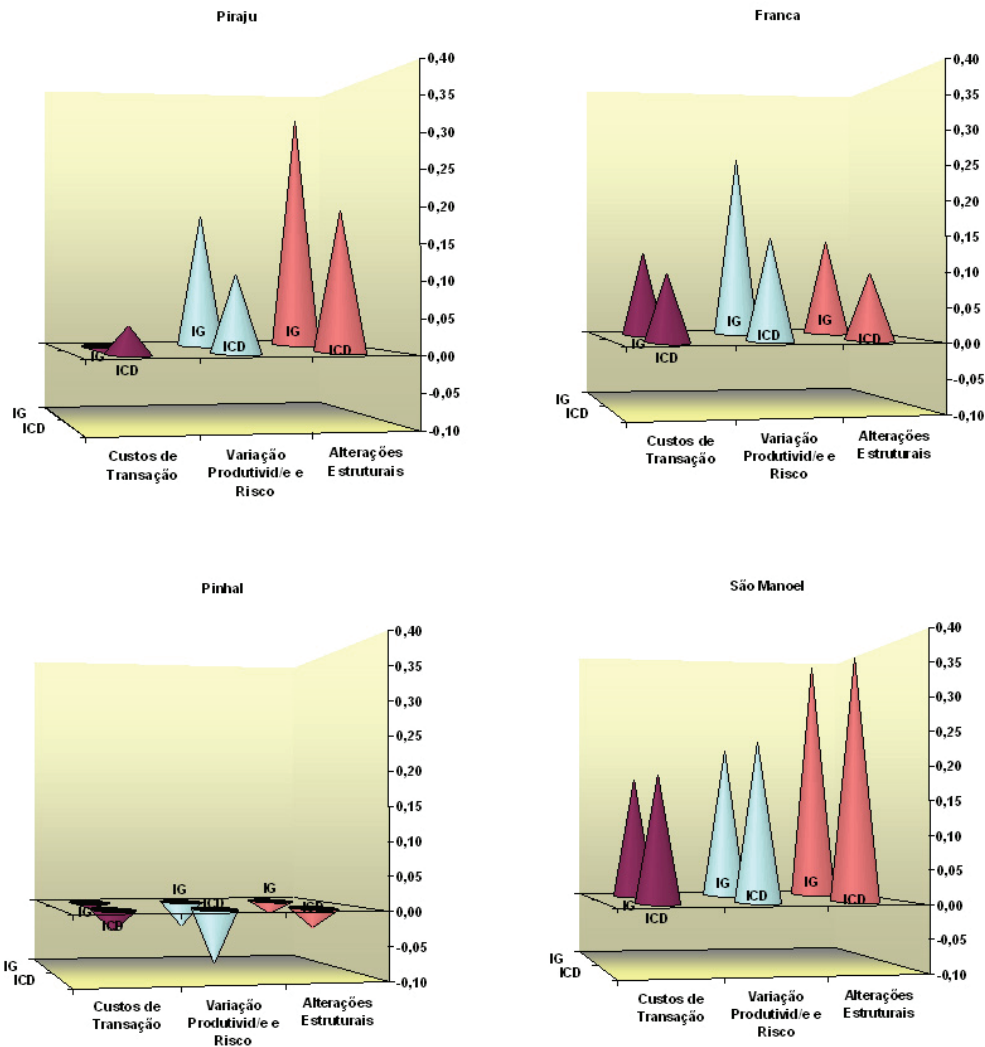 Piraju
0,40
0,35
0,30
0,25
0,20
0,15
0,10
0,05
0,00
-0,05
-0,10
IG
ICD
IG
ICD
IG
ICD
IG
ICD
Custos de
Transação
Variação
Produtivid/e e
Risco
Alterações
Estruturais
Franca
0,40
0,35
0,30
0,25
0,20
0,15
0,10
0,05
0,00
-0,05
-0,10
IG
ICD
IG
ICD
IG
ICD
IG
ICD
Custos de
Transação
Variação
Produtivid/e e
Risco
Alterações
Estruturais
Pinhal
0,40
0,35
0,30
0,25
0,20
0,15
0,10
0,05
0,00
-0,05
-0,10
IG
ICD
IG
ICD
IG
ICD
IG
ICD
Custos de
Transação
Variação
Produtivid/e e
Risco
Alterações
Estruturais
São Manoel
0,40
0,35
0,30
0,25
0,20
0,15
0,10
0,05
0,00
-0,05
-0,10
IG
ICD
IG
ICD
IG
ICD
IG
ICD
Custos de
Transação
Variação
Produtivid/e e
Risco
Alterações
Estruturais